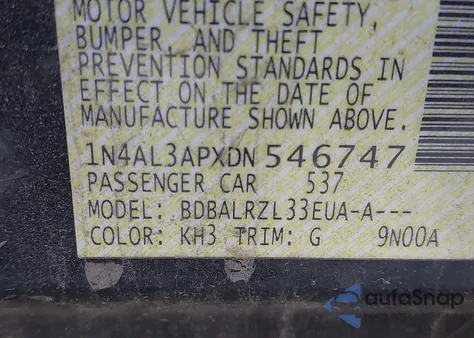 MOTOR VEHICLE SAFETY,
BUMPER, AND THEFT
PREVENTION STANDARDS IN
EFFECT ON THE DATE OF
MANUFACTURE SHOWN ABOVE.
1N4AL3APXDN 546747
PASSENGER CAR 537
MODEL: BDBALRZL33EUA-A---
COLOR: KH3 TRIM: G 9N00A
autaSnap